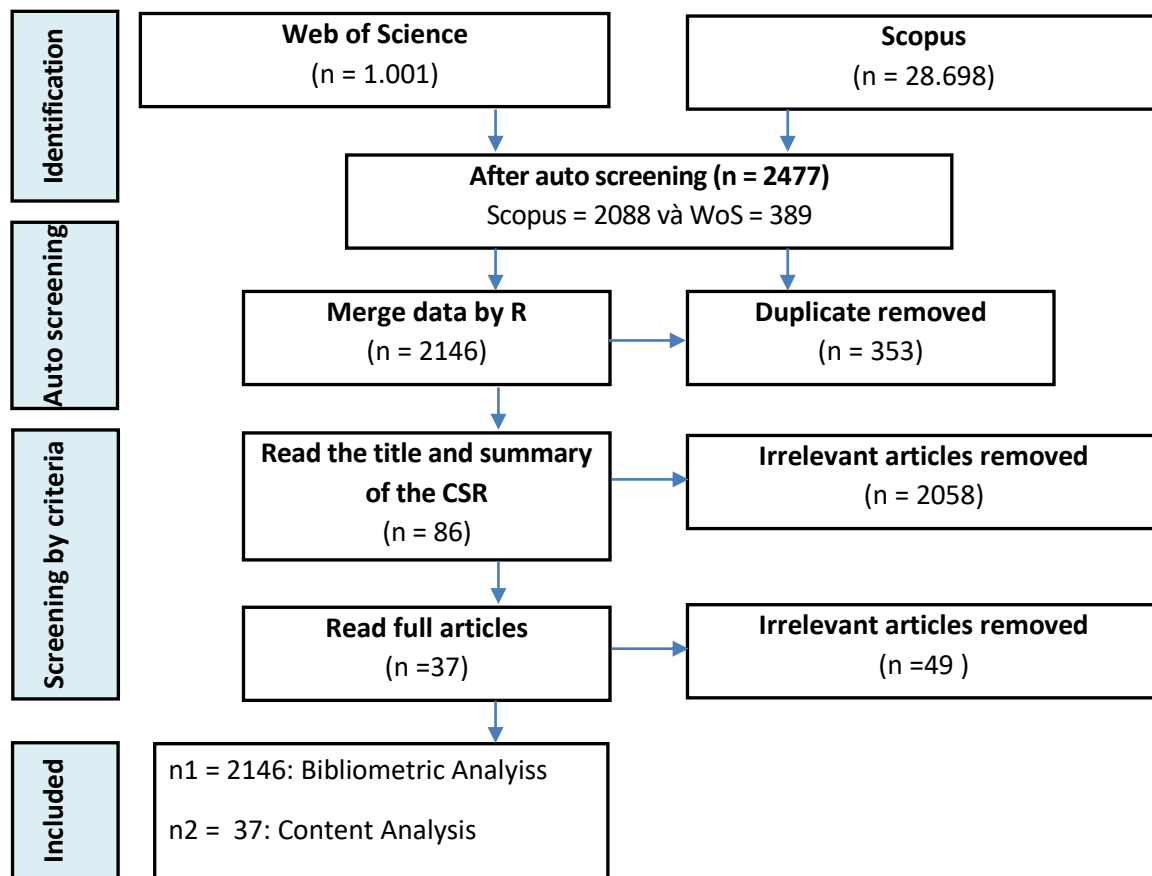 Identification
Web of Science
(n = 1.001)
Scopus
(n = 28.698)
After auto screening (n = 2477)
Scopus = 2088 và WoS = 389
Auto screening
Merge data by R
(n = 2146)
Duplicate removed
(n = 353)
Screening by criteria
Read the title and summary
of the CSR
(n = 86)
Irrelevant articles removed
(n = 2058)
Read full articles
(n =37)
Irrelevant articles removed
(n =49 )
Included
n1 = 2146: Bibliometric Analyiss
n2 =  37: Content Analysis